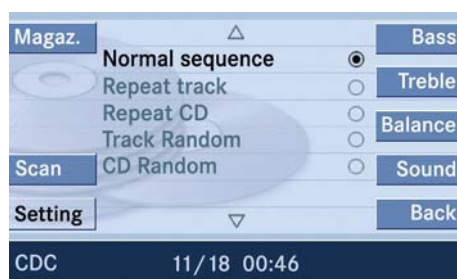 Magaz.
Normal sequence
Repeat track
Repeat CD
Track Random
CD Random
Scan
Setting
Bass
Treble
Balance
Sound
Back
CDC 11/18 00:46